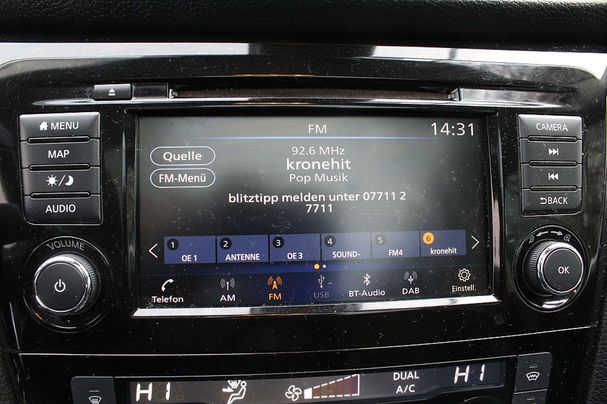 MENU
MAP
AUDIO
VOLUME
FM
14:31
Quelle
FM-Menü
92.6 MHz
kronehit
Pop Musik
blitztipp melden unter 07711 2
7711
1 OE 1
2 ANTENNE
3 OE 3
4 SOUND-
5 FM4
6 kronehit
Telefon
AM
FM
USB
BT-Audio
DAB
Einstell.
CAMERA
BACK
OK
H 1
DUAL
A/C
H 1